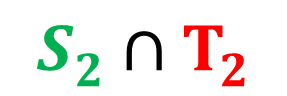 S₂ ∩ T₂